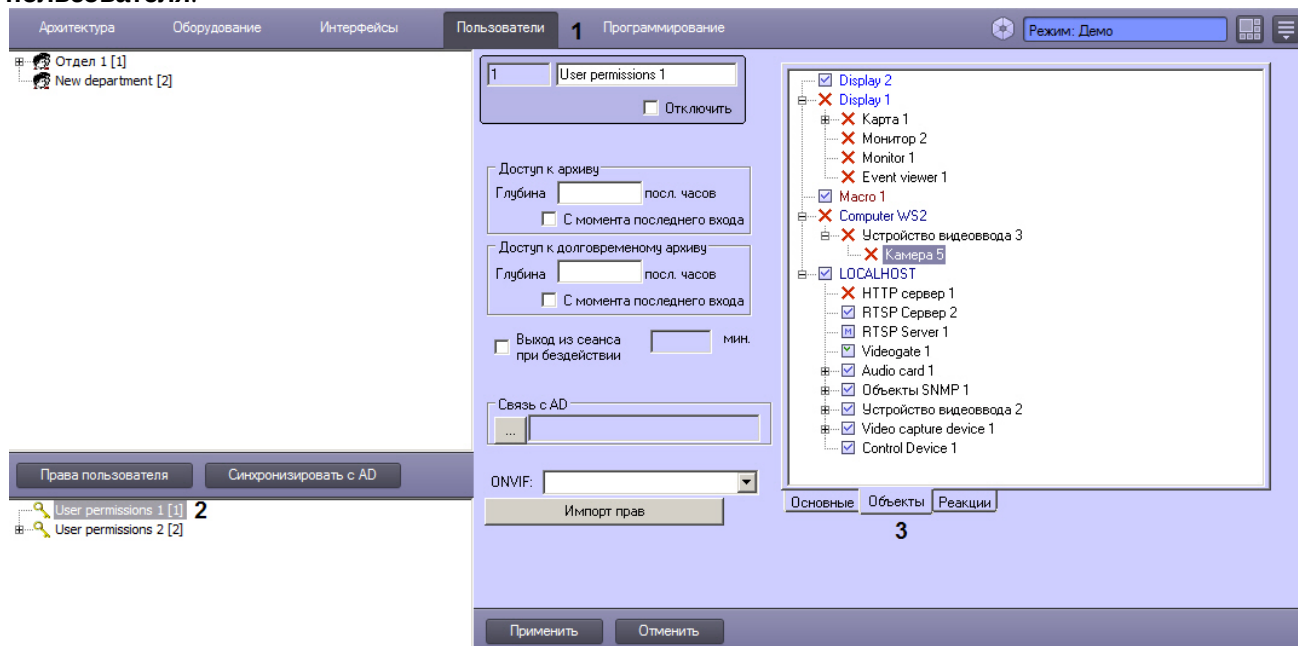 пользователя.
Архитектура Оборудование Интерфейсы Пользователи 1 Программирование Режим: Демо
Отдел 1 [1]
New department [2]
Права пользователя Синхронизировать с AD
User permissions 1 [1] 2
User permissions 2 [2]
1 User permissions 1
Отключить
Доступ к архиву
Глубина посл. часов
С момента последнего входа
Доступ к долговременому архиву
Глубина посл. часов
С момента последнего входа
Выход из сеанса мин.
при бездействии
Связь с AD
...
ONVIF:
Импорт прав
Display 2
Display 1
Карта 1
Монитор 2
Monitor 1
Event viewer 1
Macro 1
Computer WS2
Устройство видеоввода 3
Камера 5
LOCALHOST
HTTP сервер 1
RTSP Сервер 2
M RTSP Server 1
Videogate 1
Audio card 1
Объекты SNMP 1
Устройство видеоввода 2
Video capture device 1
Control Device 1
Основные Объекты Реакции
3
Применить Отменить